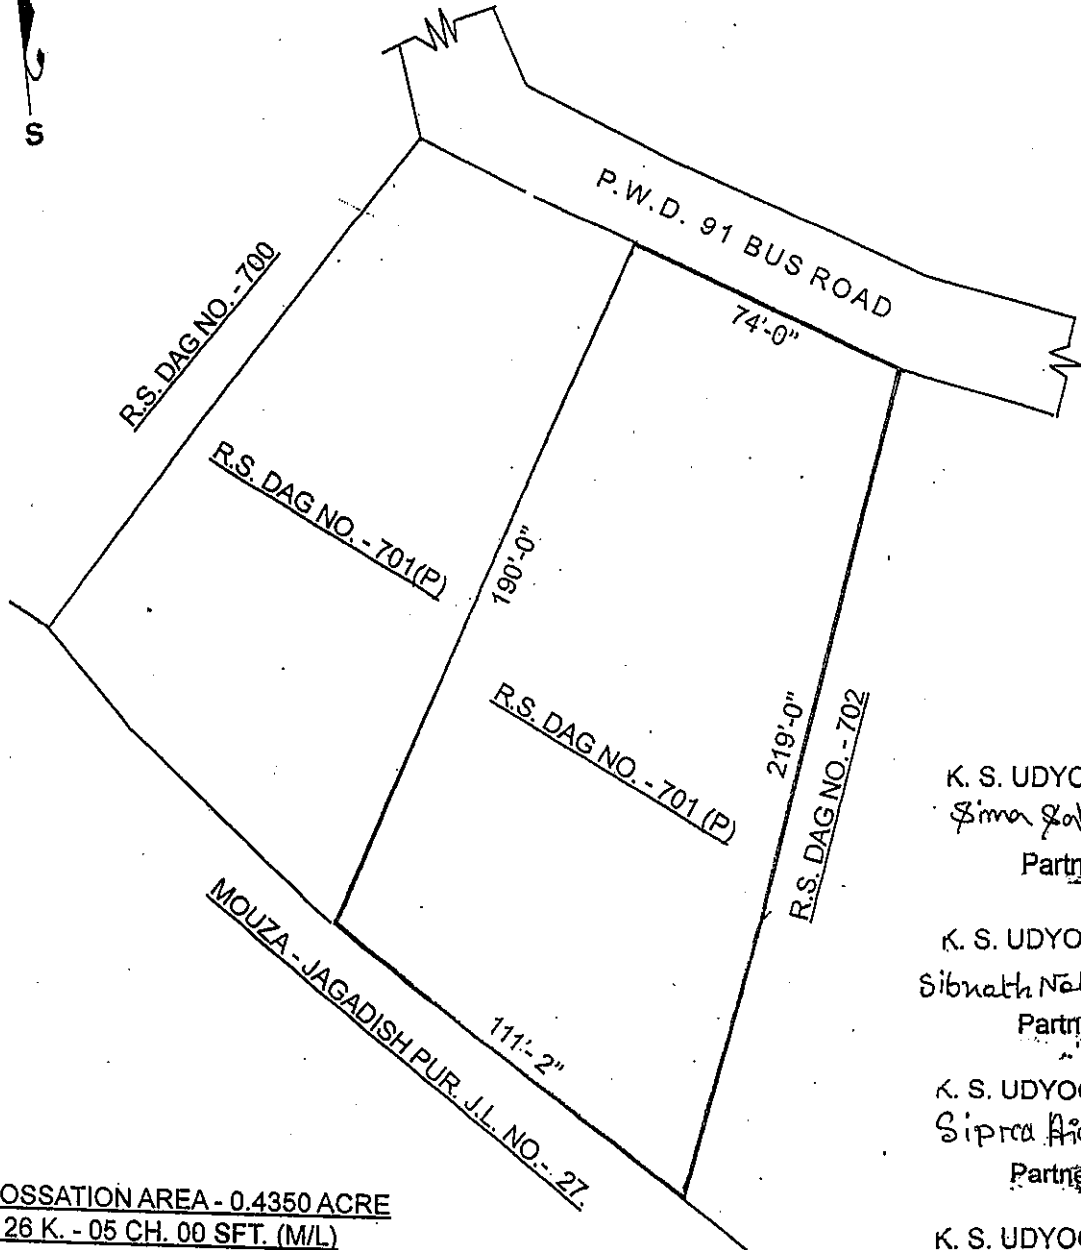 S
P.W.D. 91 BUS ROAD
74'-0"
R.S. DAG NO. - 700
R.S. DAG NO. - 701(P)
190'-0"
R.S. DAG NO. - 701 (P)
219'-0"
R.S. DAG NO. - 702
K. S. UDYO
Sima
Partn
K. S. UDYO
Sibnath
Partn
MOUZA - JAGADISH PUR. J.L. NO.- 27.
111'- 2"
K. S. UDYO
Sipra
Partne
OSSATION AREA - 0.4350 ACRE
26 K. - 05 CH. 00 SFT. (M/L)
K. S. UDYO